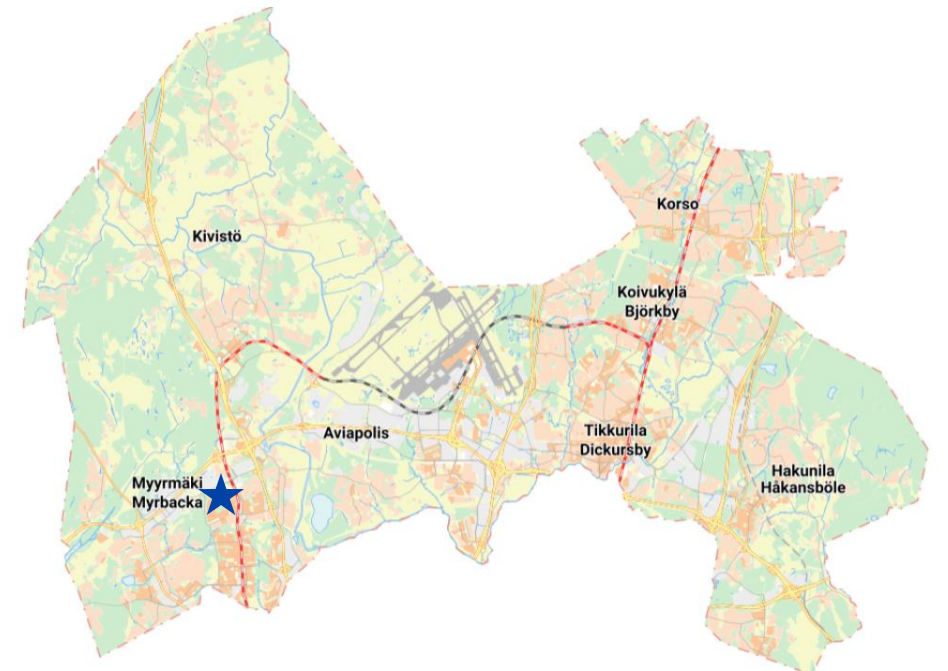 Korso
Kivistö
Koivukylä
Björkby
Aviapolis
Tikkurila
Dickursby
Hakunila
Håkansböle
Myyrmäki
Myrbacka